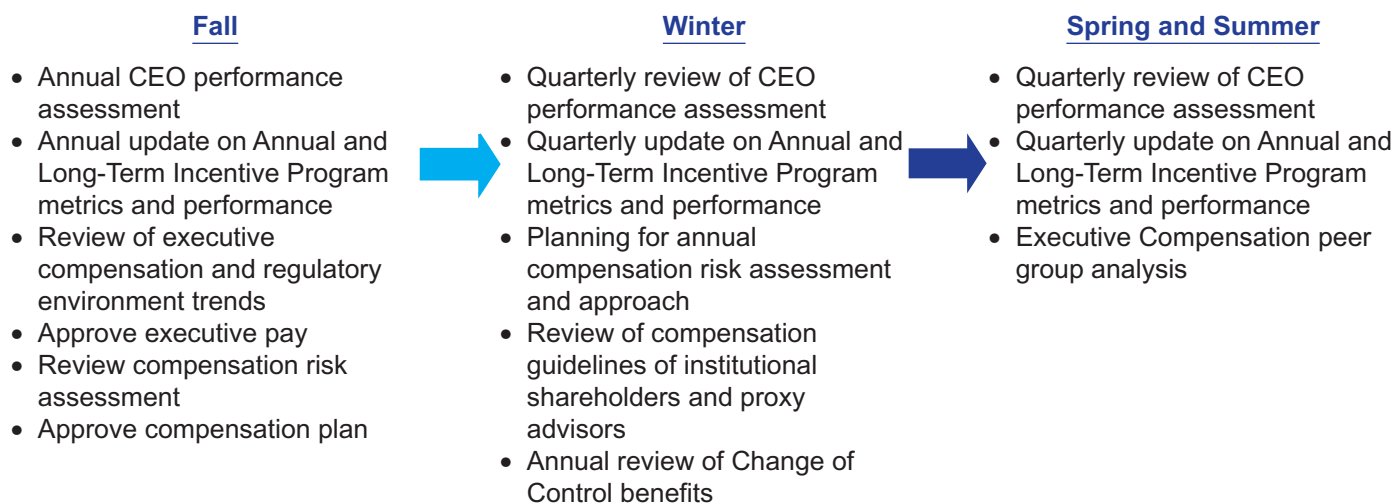 Fall
• Annual CEO performance
assessment
• Annual update on Annual and
Long-Term Incentive Program
metrics and performance
• Review of executive
compensation and regulatory
environment trends
• Approve executive pay
• Review compensation risk
assessment
• Approve compensation plan
Winter
• Quarterly review of CEO
performance assessment
• Quarterly update on Annual and
Long-Term Incentive Program
metrics and performance
• Planning for annual
compensation risk assessment
and approach
• Review of compensation
guidelines of institutional
shareholders and proxy
advisors
• Annual review of Change of
Control benefits
Spring and Summer
• Quarterly review of CEO
performance assessment
• Quarterly update on Annual and
Long-Term Incentive Program
metrics and performance
• Executive Compensation peer
group analysis